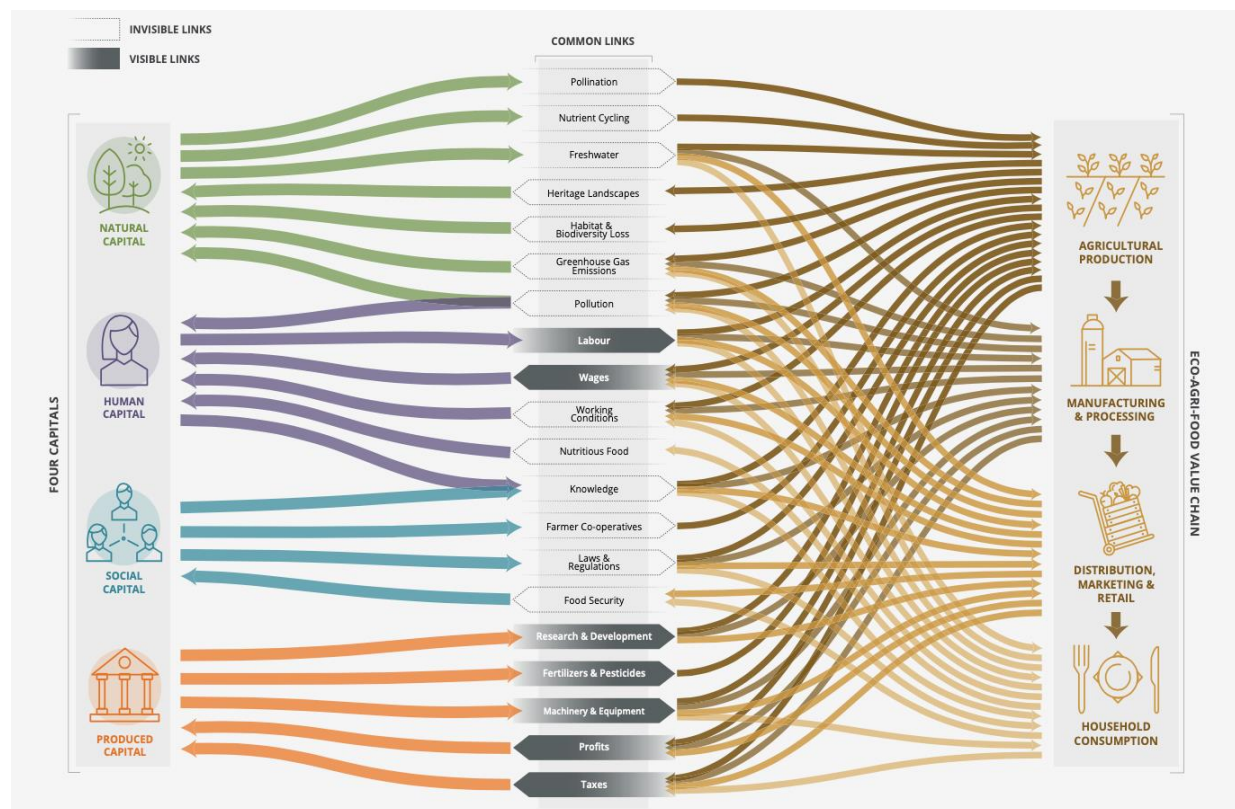 INVISIBLE LINKS
VISIBLE LINKS
COMMON LINKS
FOUR CAPITALS
NATURAL
CAPITAL
HUMAN
CAPITAL
SOCIAL
CAPITAL
PRODUCED
CAPITAL
Pollination
Nutrient Cycling
Freshwater
Heritage Landscapes
Habitat &
Biodiversity Loss
Greenhouse Gas
Emissions
Pollution
Labour
Wages
Working
Conditions
Nutritious Food
Knowledge
Farmer Co-operatives
Laws &
Regulations
Food Security
Research & Development
Fertilizers & Pesticides
Machinery & Equipment
Profits
Taxes
AGRICULTURAL
PRODUCTION
MANUFACTURING
& PROCESSING
DISTRIBUTION,
MARKETING &
RETAIL
HOUSEHOLD
CONSUMPTION
ECO-AGRI-FOOD VALUE CHAIN